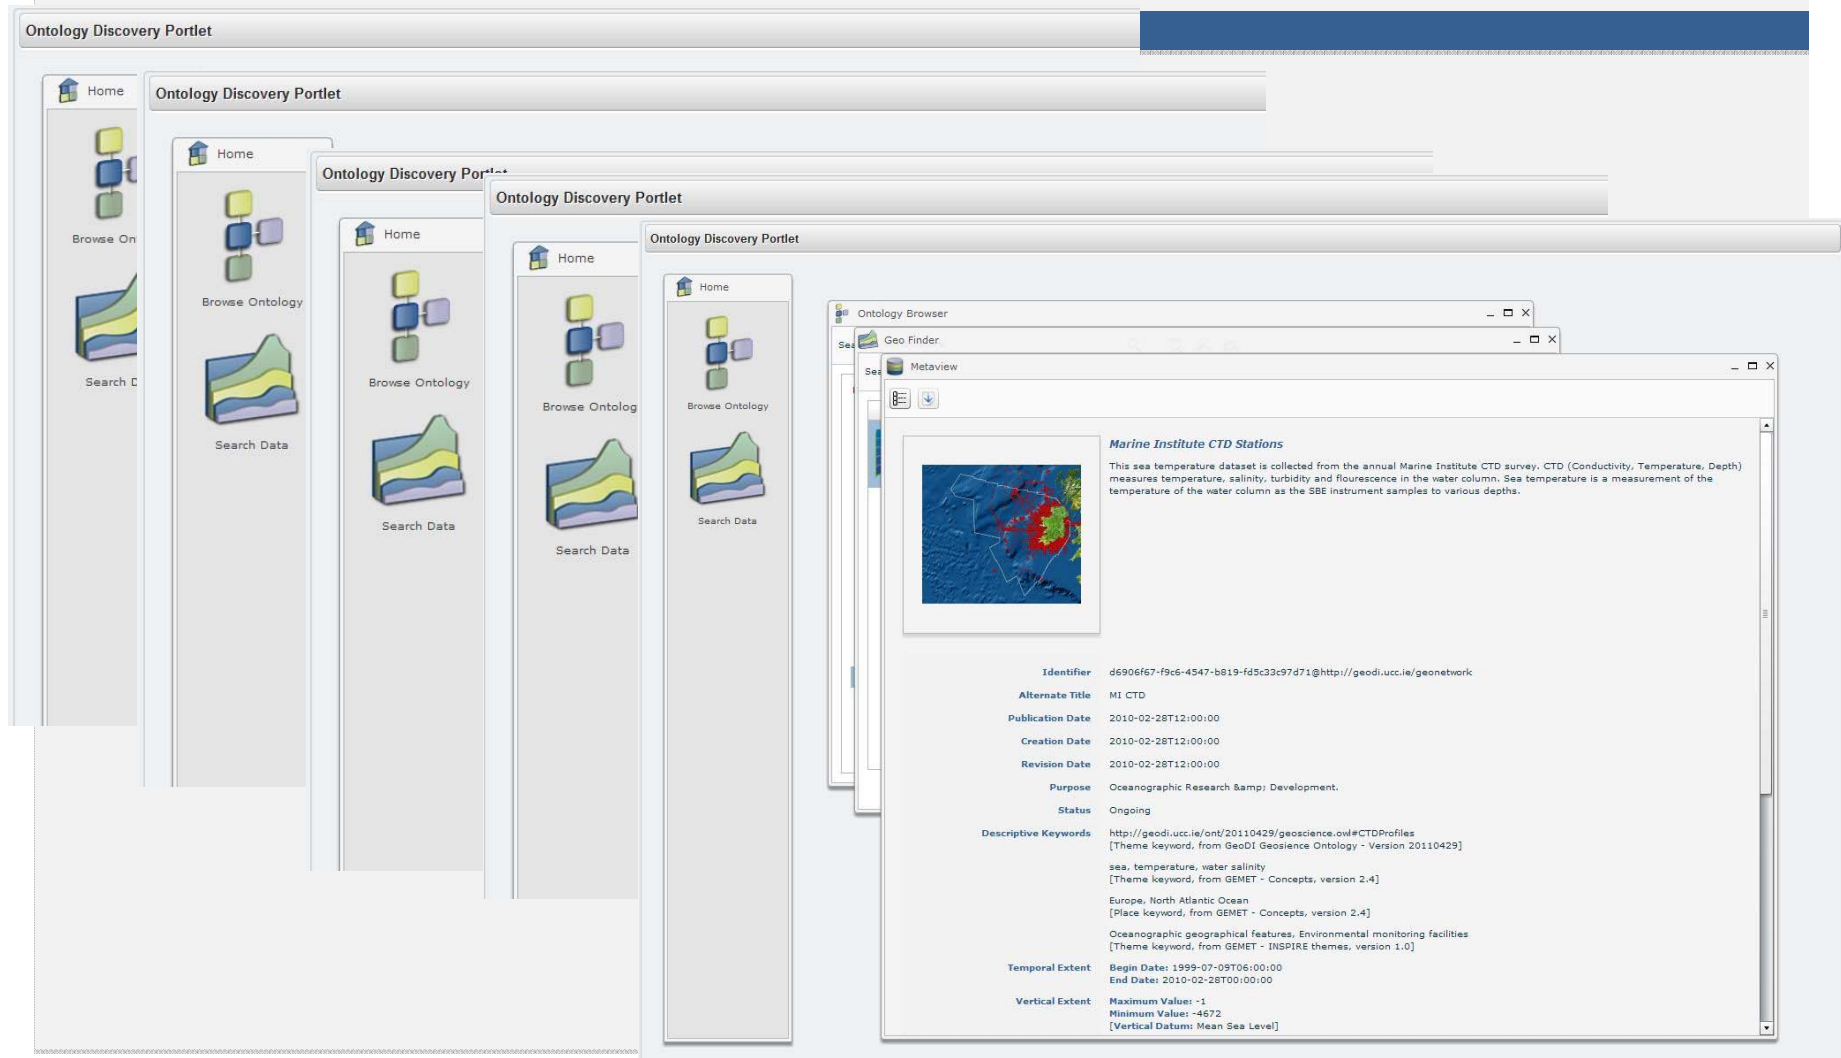 Ontology Discovery Portlet
Home
Browse On
Search D
Ontology Discovery Portlet
Home
Browse Ontology
Search Data
Ontology Discovery Portlet
Home
Browse Ontology
Search Data
Ontology Discovery Portlet
Home
Browse Ontolog
Search Data
Ontology Discovery Portlet
Home
Browse Ontology
Search Data
Ontology Browser
Sea
Geo Finder
Sea
Metaview
Marine Institute CTD Stations
This sea temperature dataset is collected from the annual Marine Institute CTD survey. CTD (Conductivity, Temperature, Depth)
measures temperature, salinity, turbidity and flourescence in the water column. Sea temperature is a measurement of the
temperature of the water column as the SBE instrument samples to various depths.
Identifier d6906f67-f9c6-4547-b819-fd5c33c97d71@http://geodi.ucc.ie/geonetwork
Alternate Title MI CTD
Publication Date 2010-02-28T12:00:00
Creation Date 2010-02-28T12:00:00
Revision Date 2010-02-28T12:00:00
Purpose Oceanographic Research &amp; Development.
Status Ongoing
Descriptive Keywords http://geodi.ucc.ie/ont/20110429/geoscience.owl#CTDProfiles
[Theme keyword, from GeoDI Geosience Ontology - Version 20110429]
sea, temperature, water salinity
[Theme keyword, from GEMET - Concepts, version 2.4]
Europe, North Atlantic Ocean
[Place keyword, from GEMET - Concepts, version 2.4]
Oceanographic geographical features, Environmental monitoring facilities
[Theme keyword, from GEMET - INSPIRE themes, version 1.0]
Temporal Extent Begin Date: 1999-07-09T06:00:00
End Date: 2010-02-28T00:00:00
Vertical Extent Maximum Value: -1
Minimum Value: -4672
[Vertical Datum: Mean Sea Level]